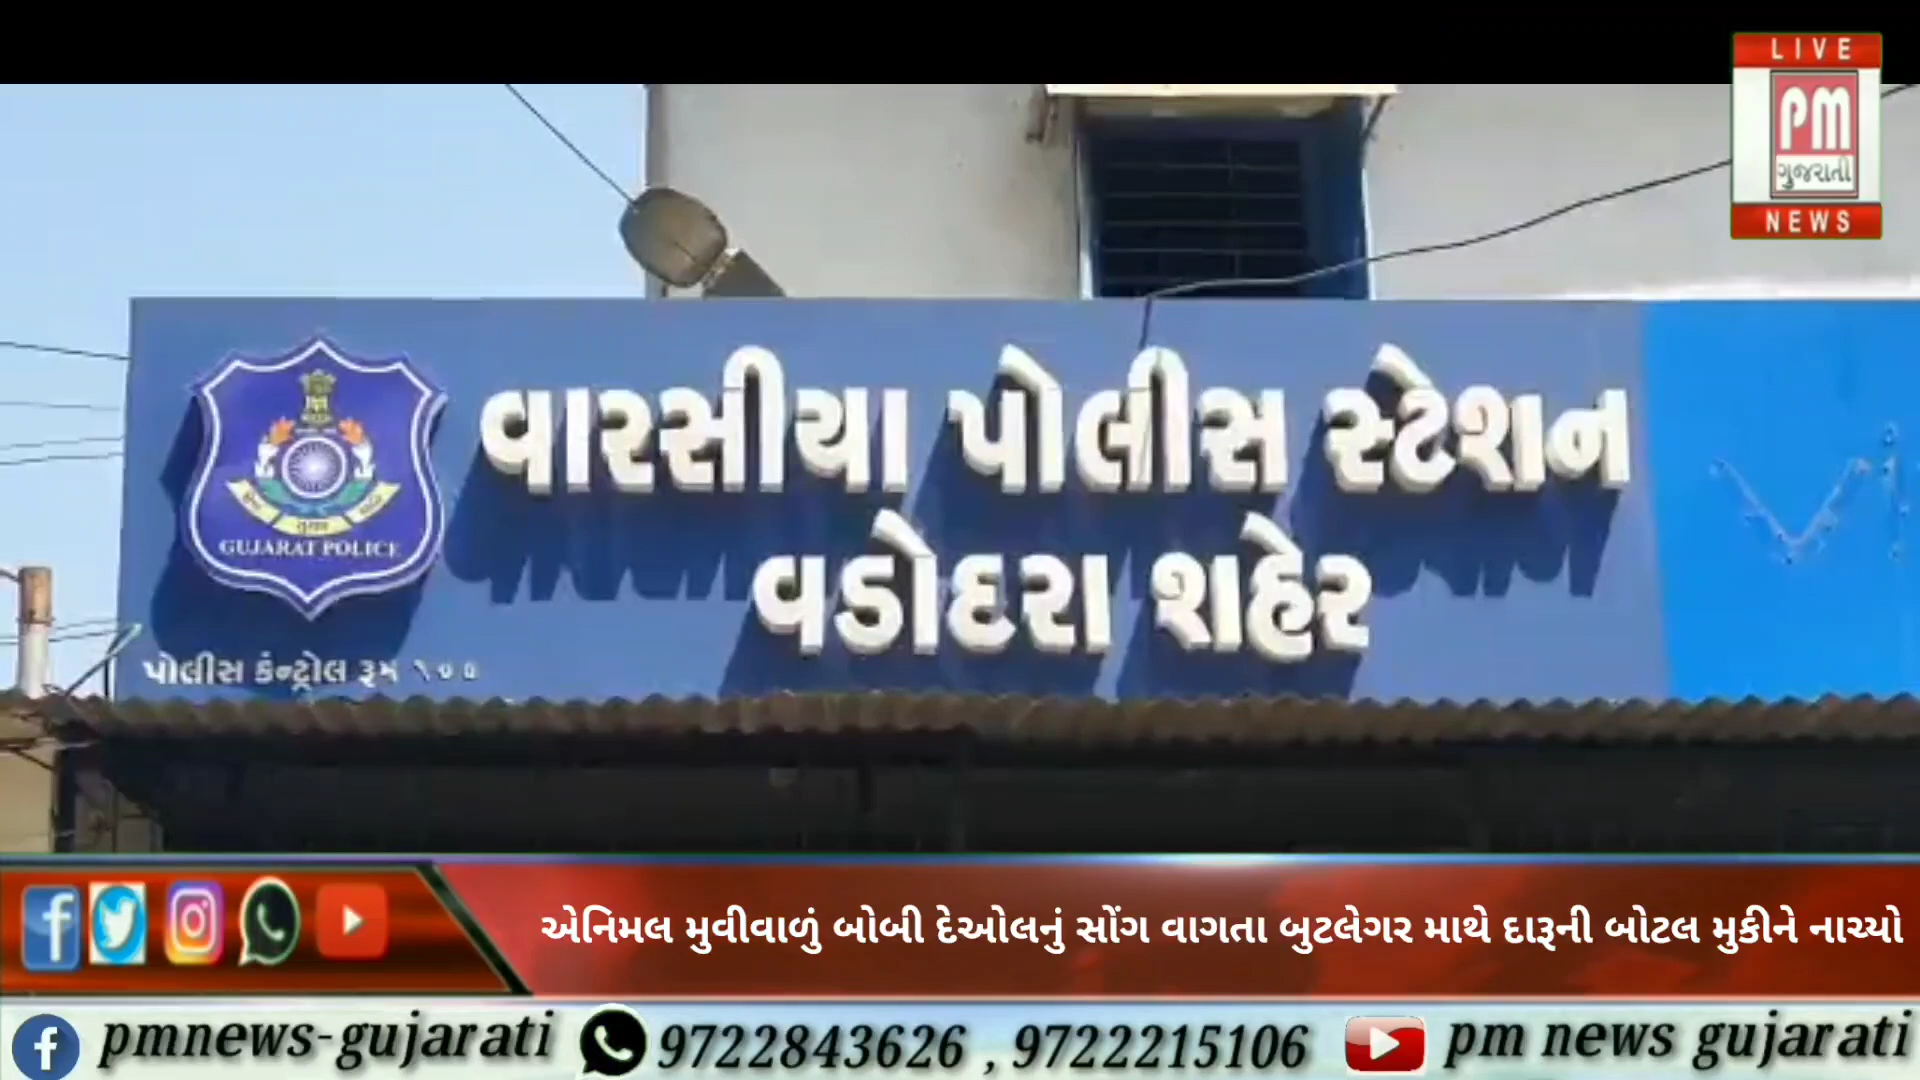 LIVE
PM
ગુજરાતી
NEWS
વારસીયા પોલીસ સ્ટેશન
વડોદરા શહેર
GUJARAT POLICE
પોલીસ કંન્ટ્રોલ રૂમ ૧૦૦
એનિમલ મુવીવાળું બોબી દેઓલનું સોંગ વાગતા બુટલેગર માથે દારૂની બોટલ મુકીને નાચ્યો
pmnews-gujarati 9722843626 , 9722215106 pm news gujarati